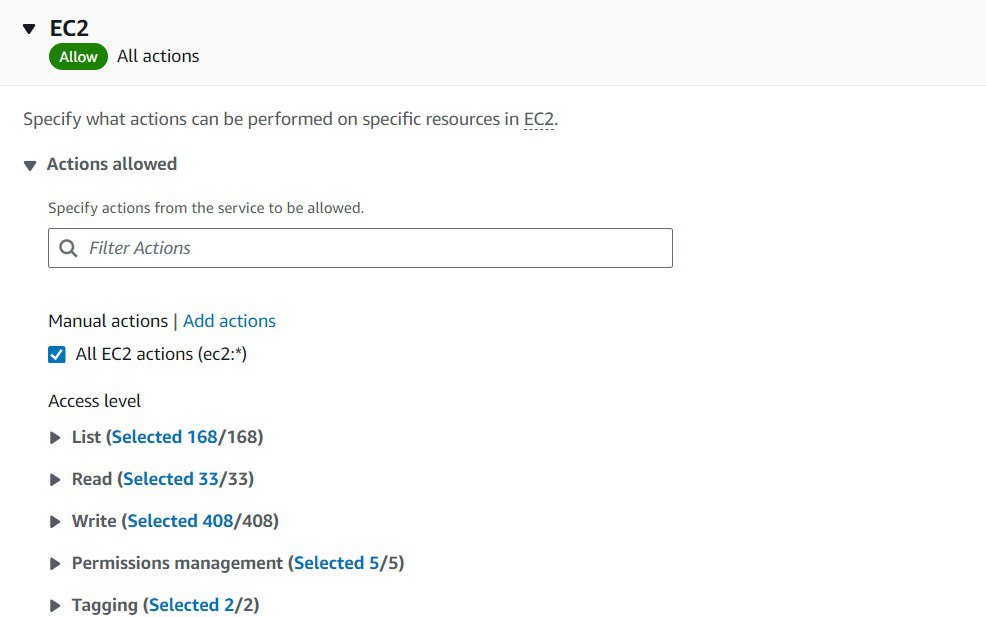 EC2
Allow All actions
Specify what actions can be performed on specific resources in EC2.
Actions allowed
Specify actions from the service to be allowed.
Filter Actions
Manual actions | Add actions
All EC2 actions (ec2:*)
Access level
List (Selected 168/168)
Read (Selected 33/33)
Write (Selected 408/408)
Permissions management (Selected 5/5)
Tagging (Selected 2/2)